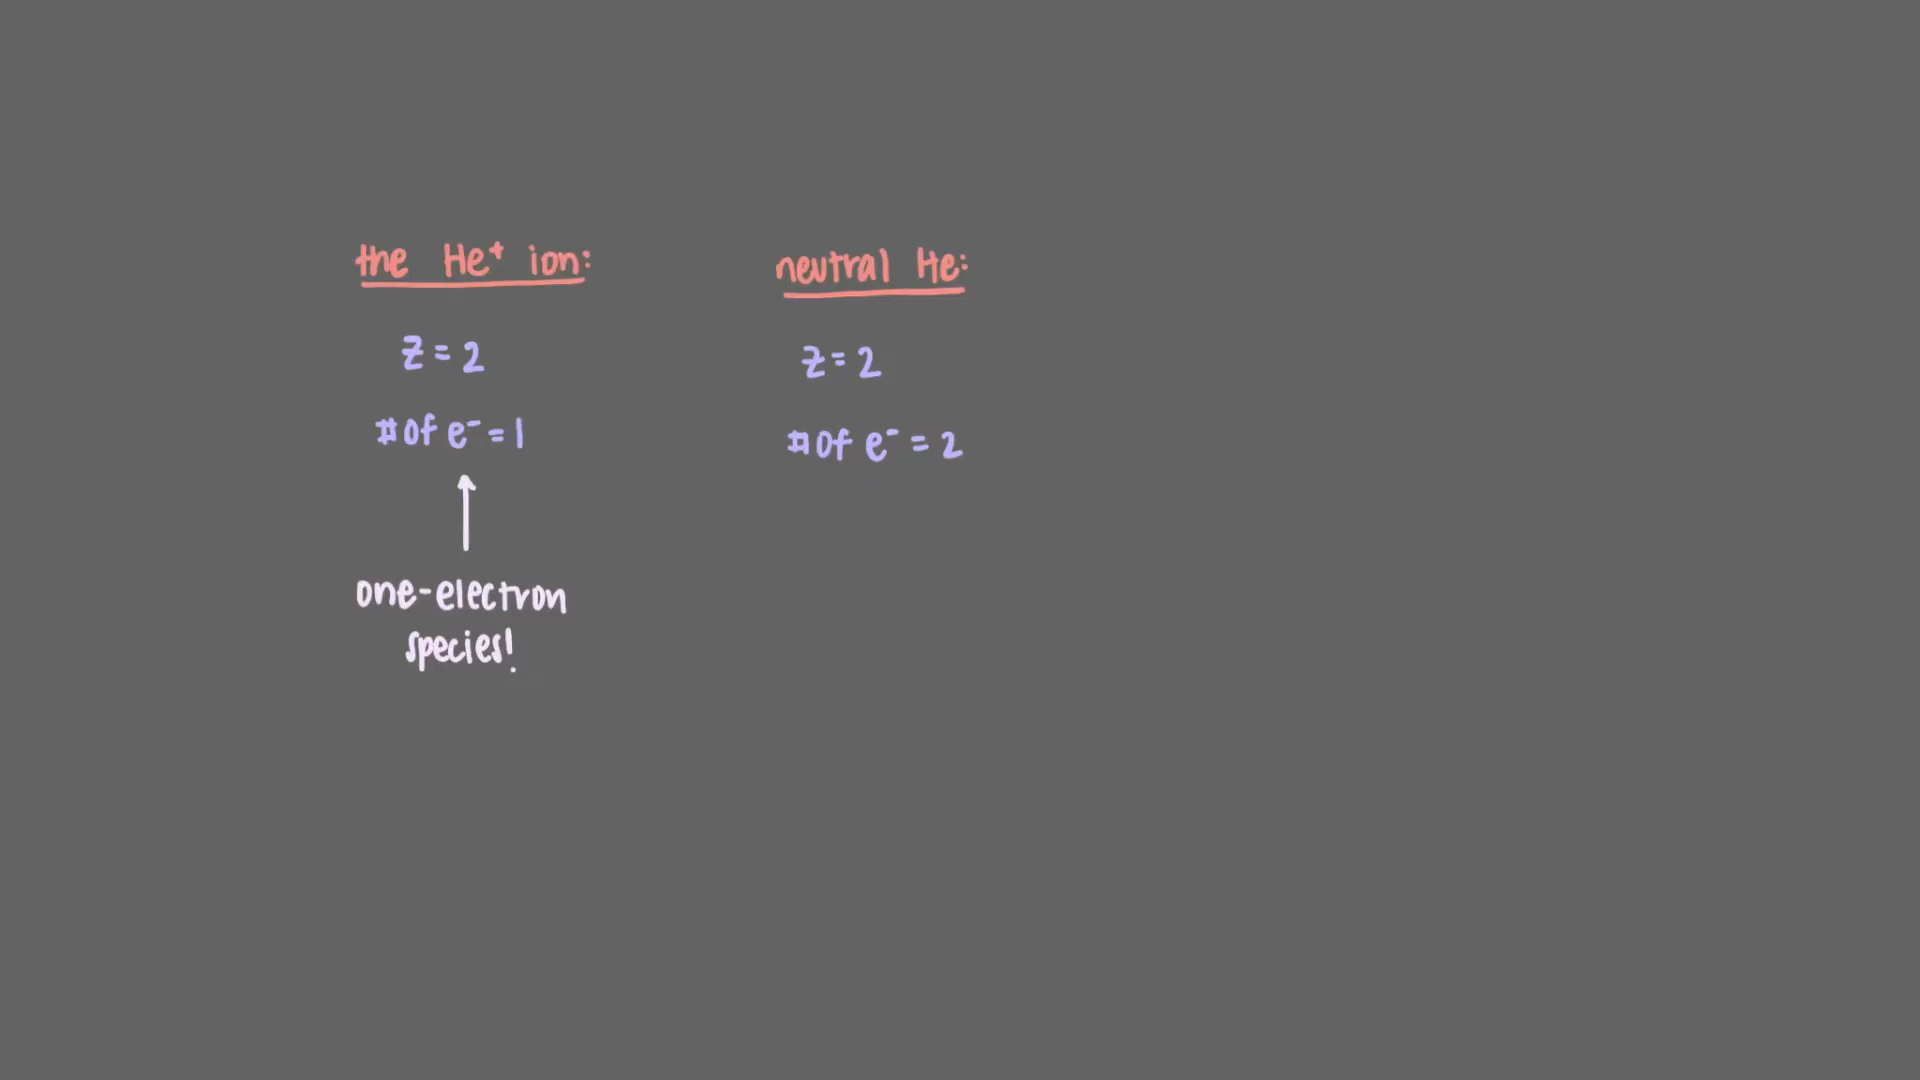 the He⁺ ion:
Z = 2
# of e⁻ = 1
one-electron
species!
neutral He:
Z = 2
# of e⁻ = 2